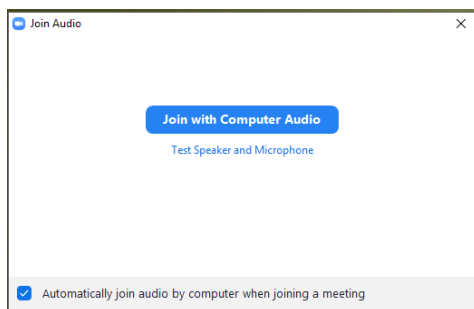 Join Audio
Join with Computer Audio
Test Speaker and Microphone
Automatically join audio by computer when joining a meeting